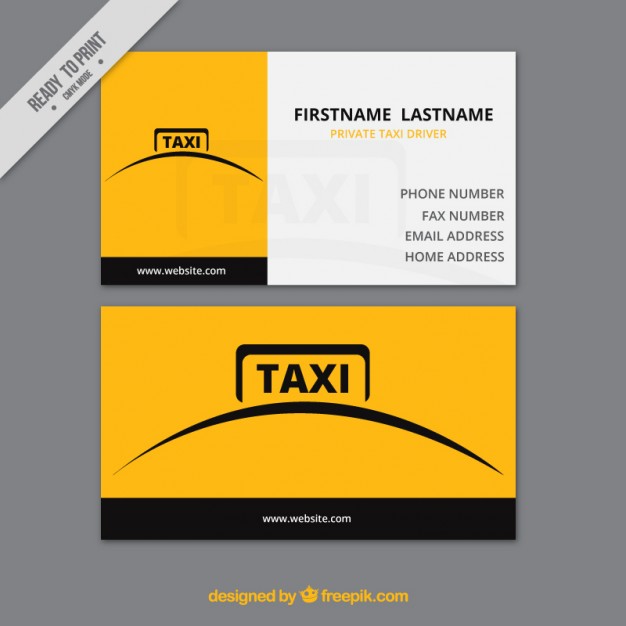 READY TO PRINT
CMYK MODE
TAXI
www.website.com
TAXI
FIRSTNAME LASTNAME
PRIVATE TAXI DRIVER
PHONE NUMBER
FAX NUMBER
EMAIL ADDRESS
HOME ADDRESS
TAXI
www.website.com
designed by freepik.com